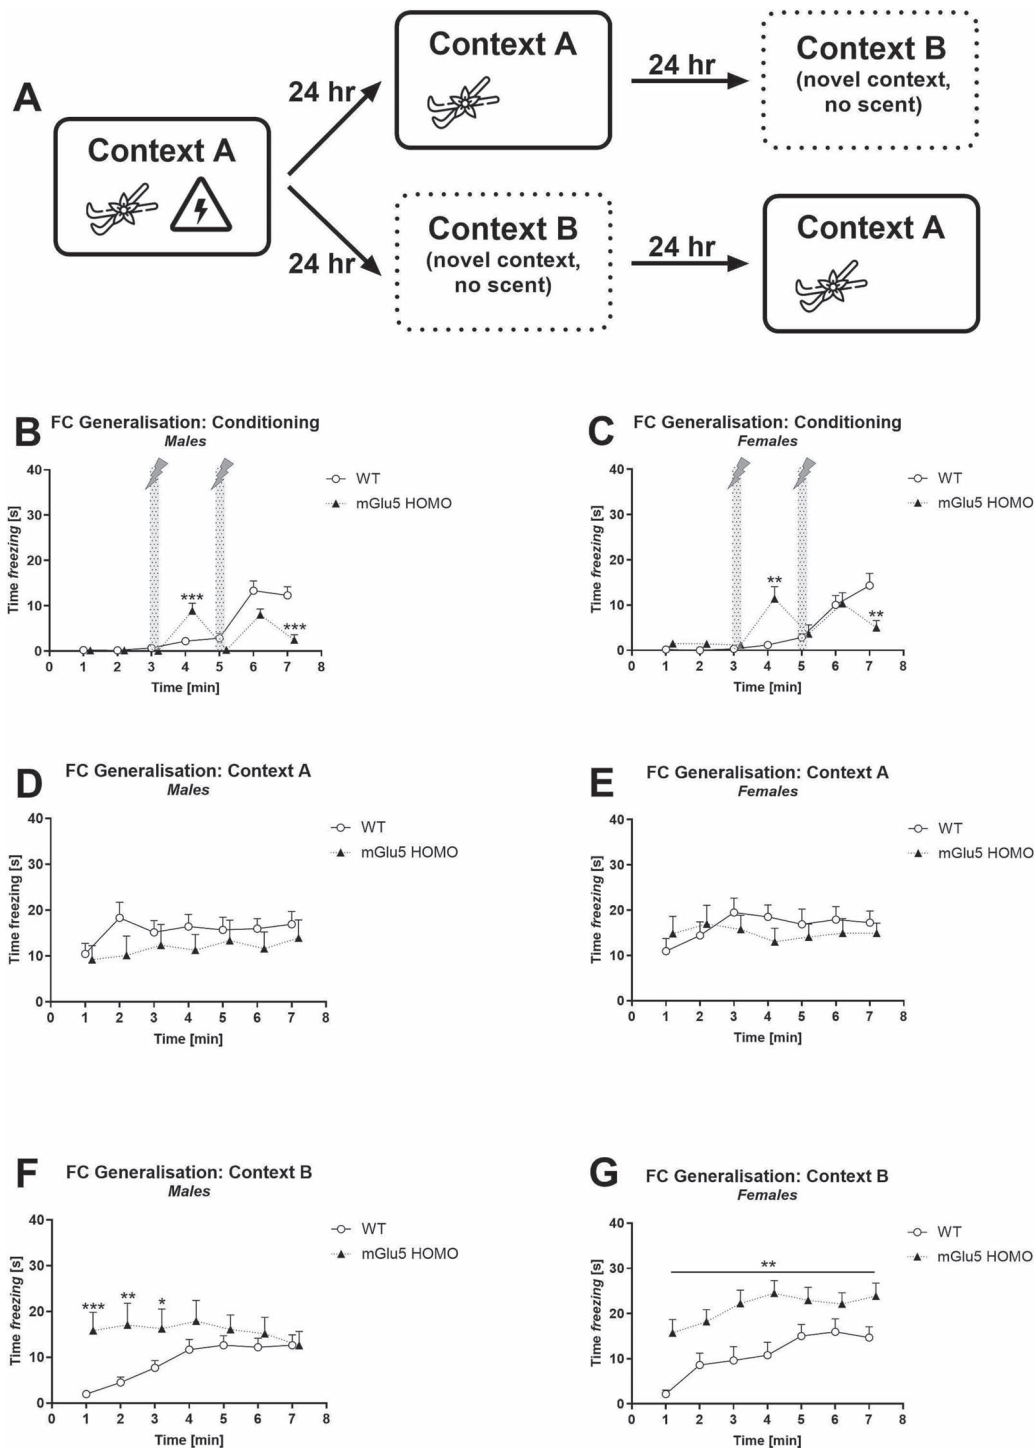 A
Context A
24 hr
24 hr
Context A
24 hr
Context B
(novel context,
no scent)
Context B
(novel context,
no scent)
24 hr
Context A
B
FC Generalisation: Conditioning
Males
40
30
20
10
0
Time freezing [s]
0 1 2 3 4 5 6 7 8
Time [min]
WT
mGlu5 HOMO
***
***
C
FC Generalisation: Conditioning
Females
40
30
20
10
0
Time freezing [s]
0 1 2 3 4 5 6 7 8
Time [min]
WT
mGlu5 HOMO
**
**
D
FC Generalisation: Context A
Males
40
30
20
10
0
Time freezing [s]
0 1 2 3 4 5 6 7 8
Time [min]
WT
mGlu5 HOMO
E
FC Generalisation: Context A
Females
40
30
20
10
0
Time freezing [s]
0 1 2 3 4 5 6 7 8
Time [min]
WT
mGlu5 HOMO
F
FC Generalisation: Context B
Males
40
30
20
10
0
Time freezing [s]
0 1 2 3 4 5 6 7 8
Time [min]
WT
mGlu5 HOMO
*** ** *
G
FC Generalisation: Context B
Females
40
30
20
10
0
Time freezing [s]
0 1 2 3 4 5 6 7 8
Time [min]
WT
mGlu5 HOMO
**